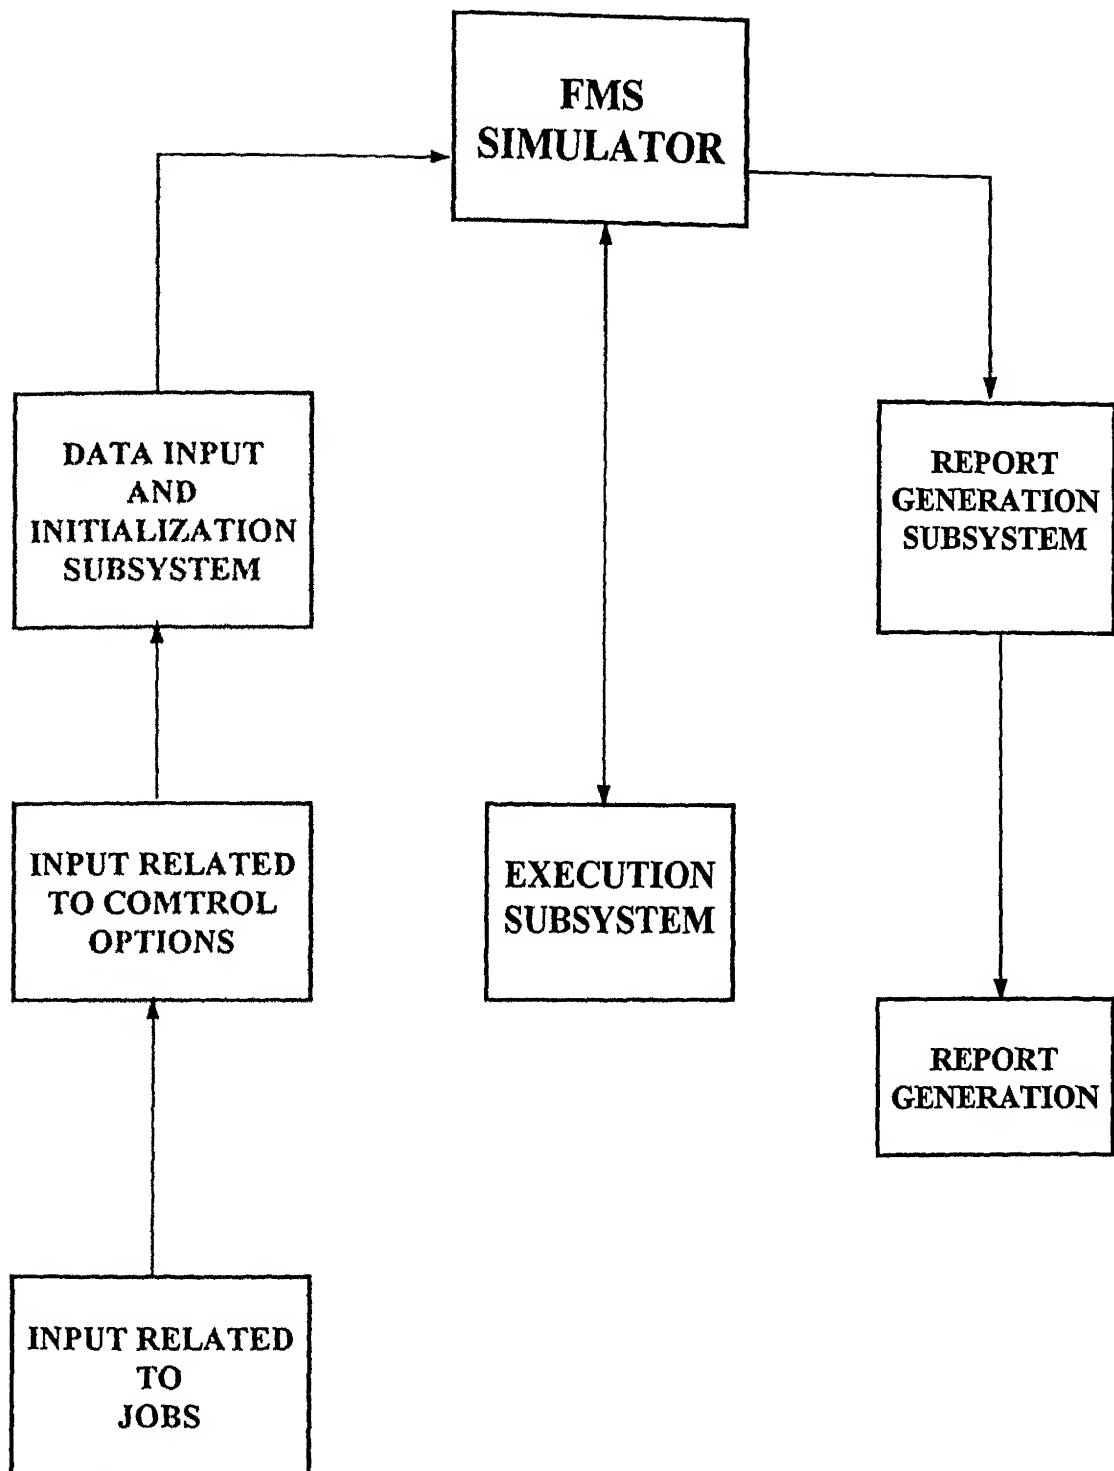 FMS
SIMULATOR
DATA INPUT
AND
INITIALIZATION
SUBSYSTEM
REPORT
GENERATION
SUBSYSTEM
INPUT RELATED
TO COMTROL
OPTIONS
EXECUTION
SUBSYSTEM
REPORT
GENERATION
INPUT RELATED
TO
JOBS